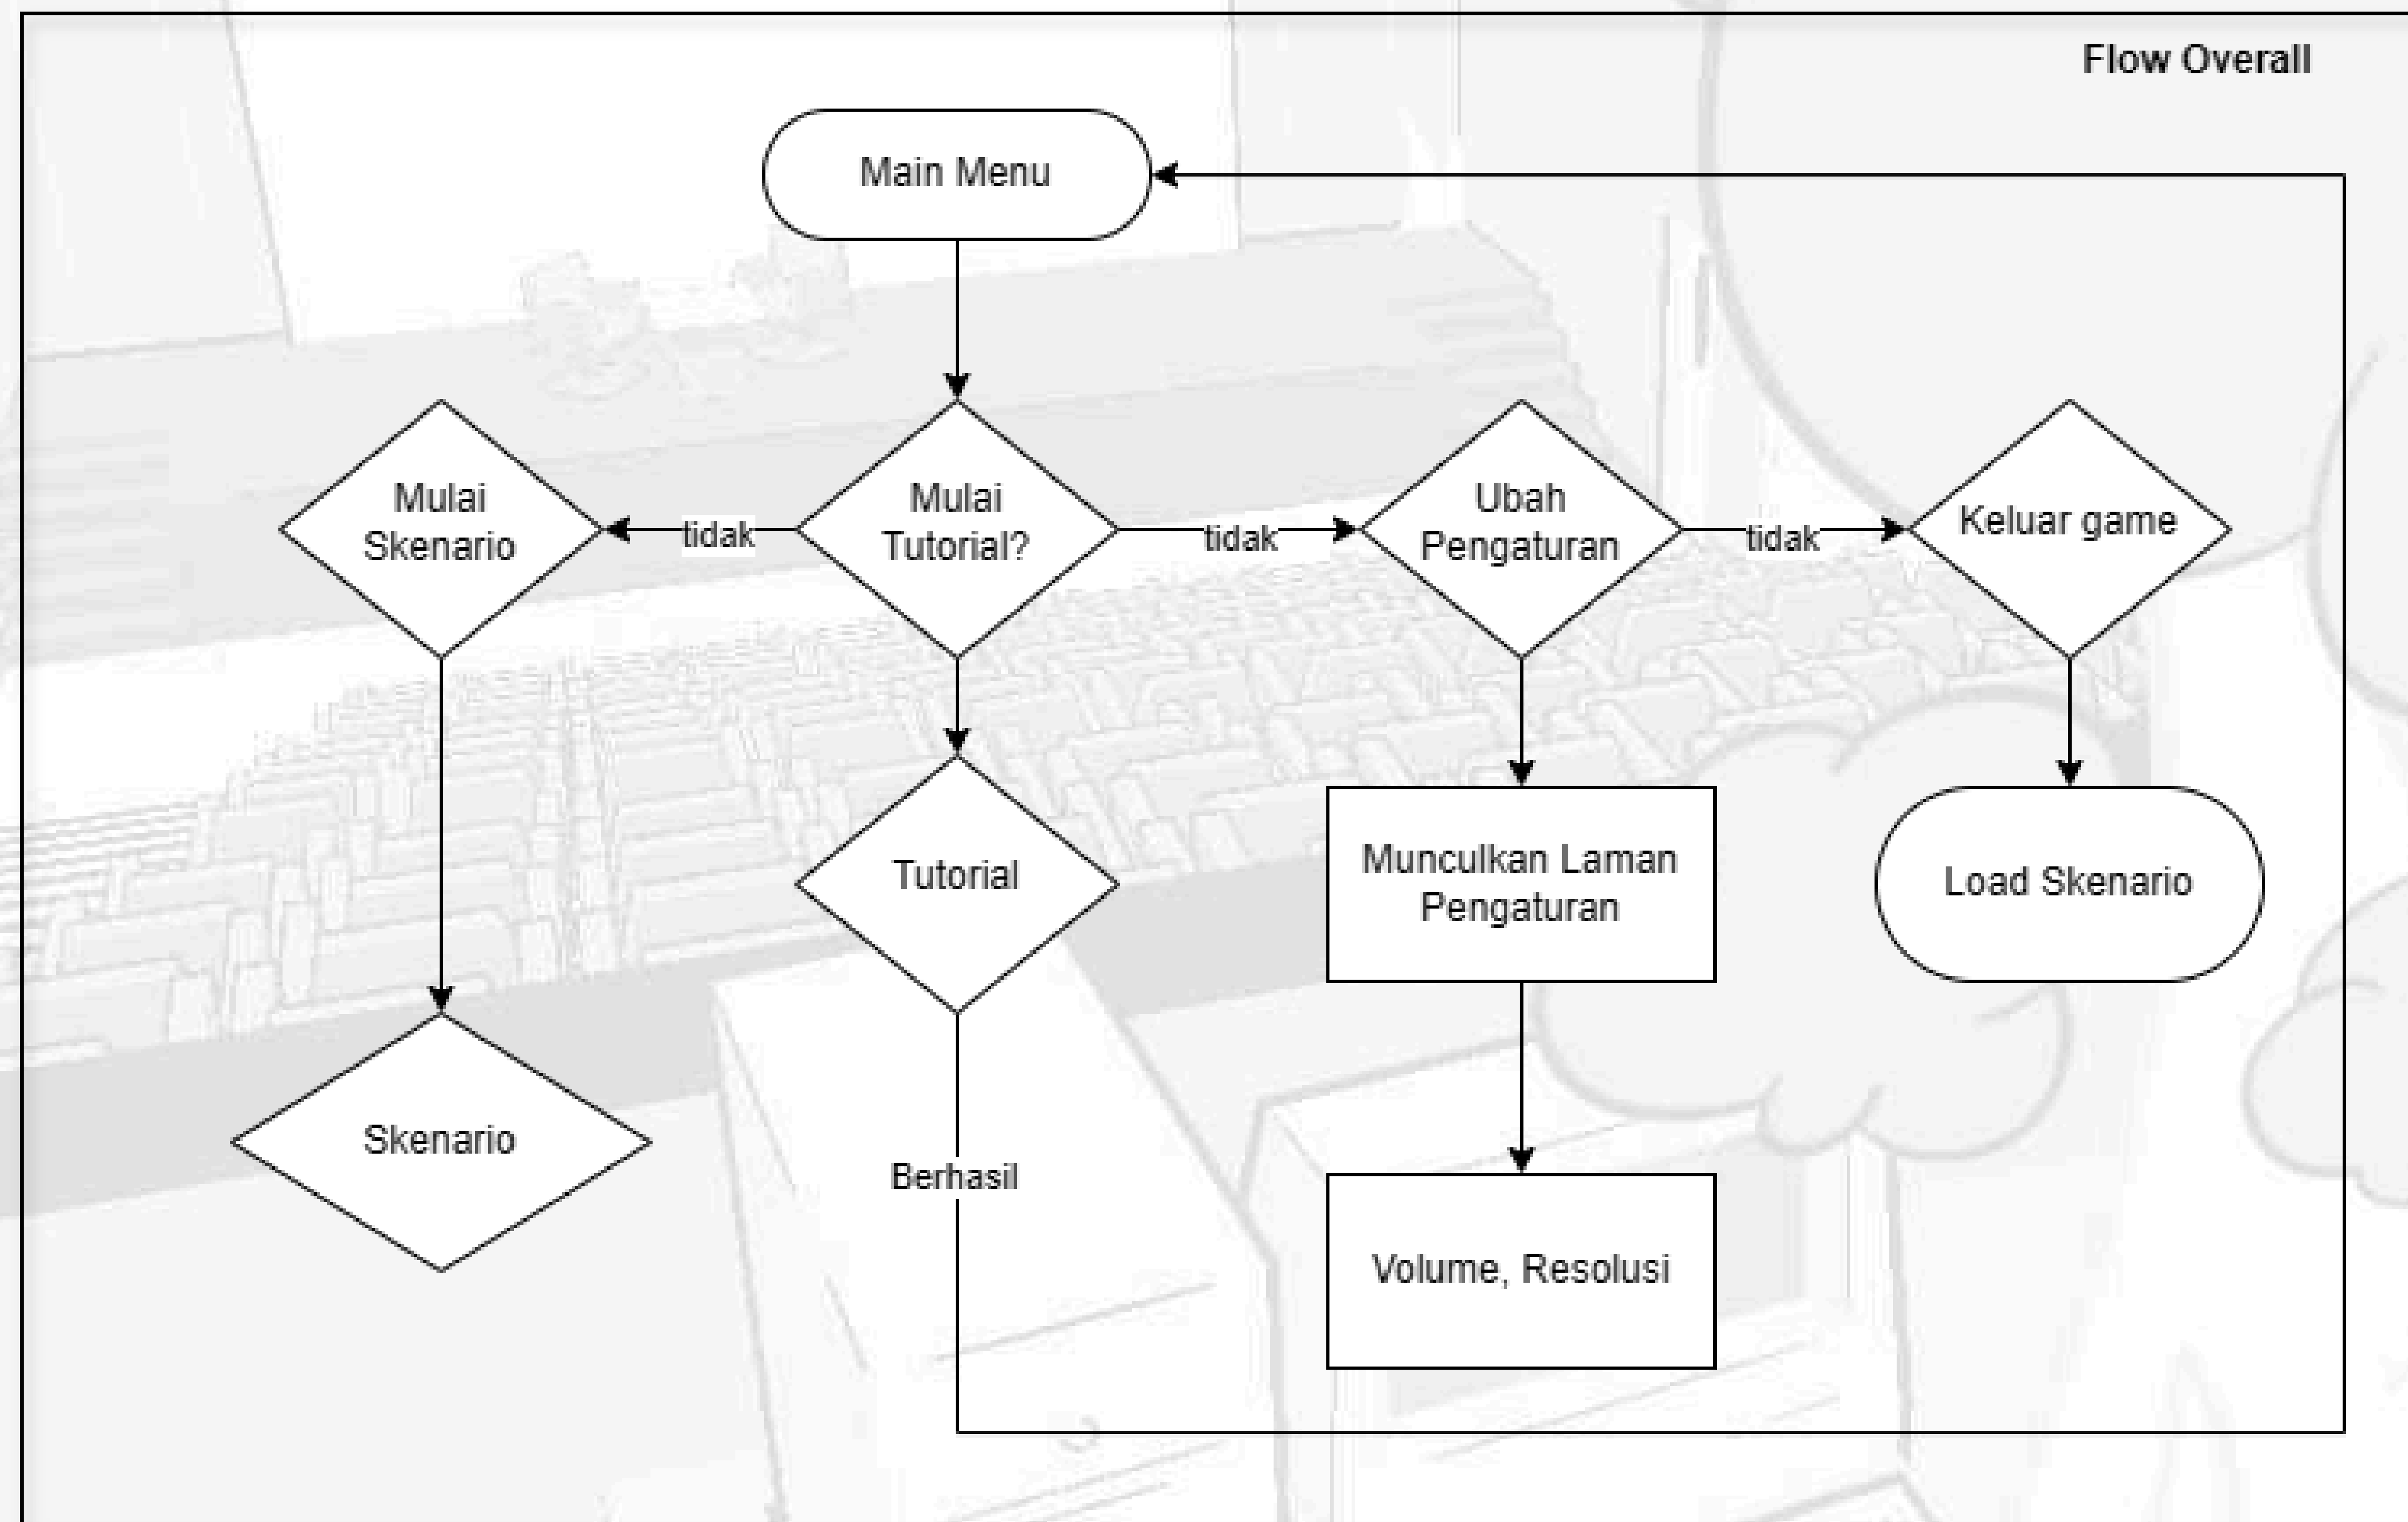 Flow Overall
Main Menu
Mulai
Skenario
tidak
Mulai
Tutorial?
tidak
Ubah
Pengaturan
tidak
Keluar game
Tutorial
Munculkan Laman
Pengaturan
Load Skenario
Skenario
Berhasil
Volume, Resolusi